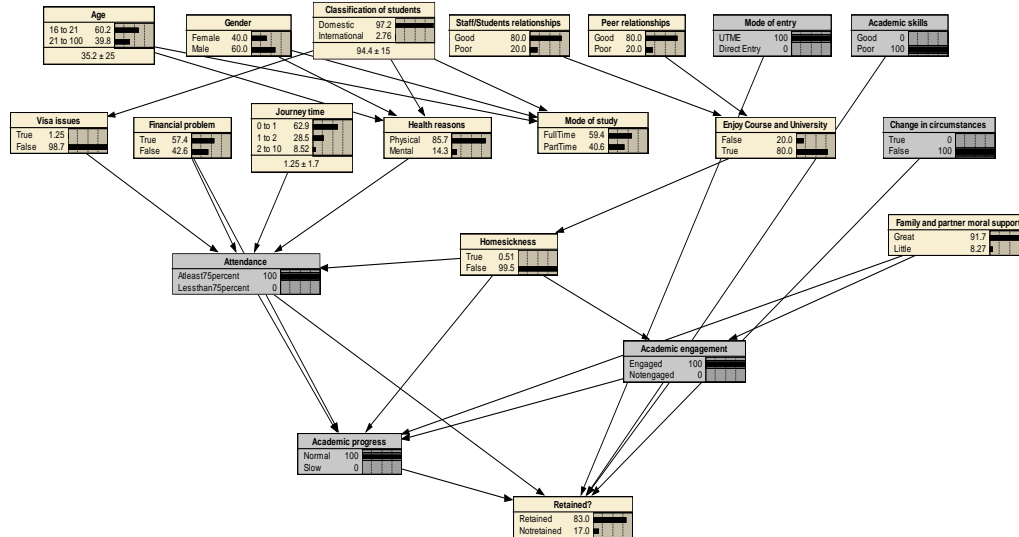 Age
16 to 21 60.2
21 to 100 39.8
35.2 ± 25
Gender
Female 40.0
Male 60.0
Classification of students
Domestic 97.2
International 2.76
94.4 ± 15
Staff/Students relationships
Good 80.0
Poor 20.0
Peer relationships
Good 80.0
Poor 20.0
Mode of entry
UTME 100
Direct Entry 0
Academic skills
Good 0
Poor 100
Visa issues
True 1.25
False 98.7
Financial problem
True 57.4
False 42.6
Journey time
0 to 1 62.9
1 to 2 28.5
2 to 10 8.52
1.25 ± 1.7
Health reasons
Physical 85.7
Mental 14.3
Mode of study
FullTime 59.4
PartTime 40.6
Enjoy Course and University
False 20.0
True 80.0
Change in circumstances
True 0
False 100
Family and partner moral support
Great 91.7
Little 8.27
Attendance
Atleast75percent 100
Lessthan75percent 0
Homesickness
True 0.51
False 99.5
Academic engagement
Engaged 100
Notengaged 0
Academic progress
Normal 100
Slow 0
Retained?
Retained 83.0
Notretained 17.0